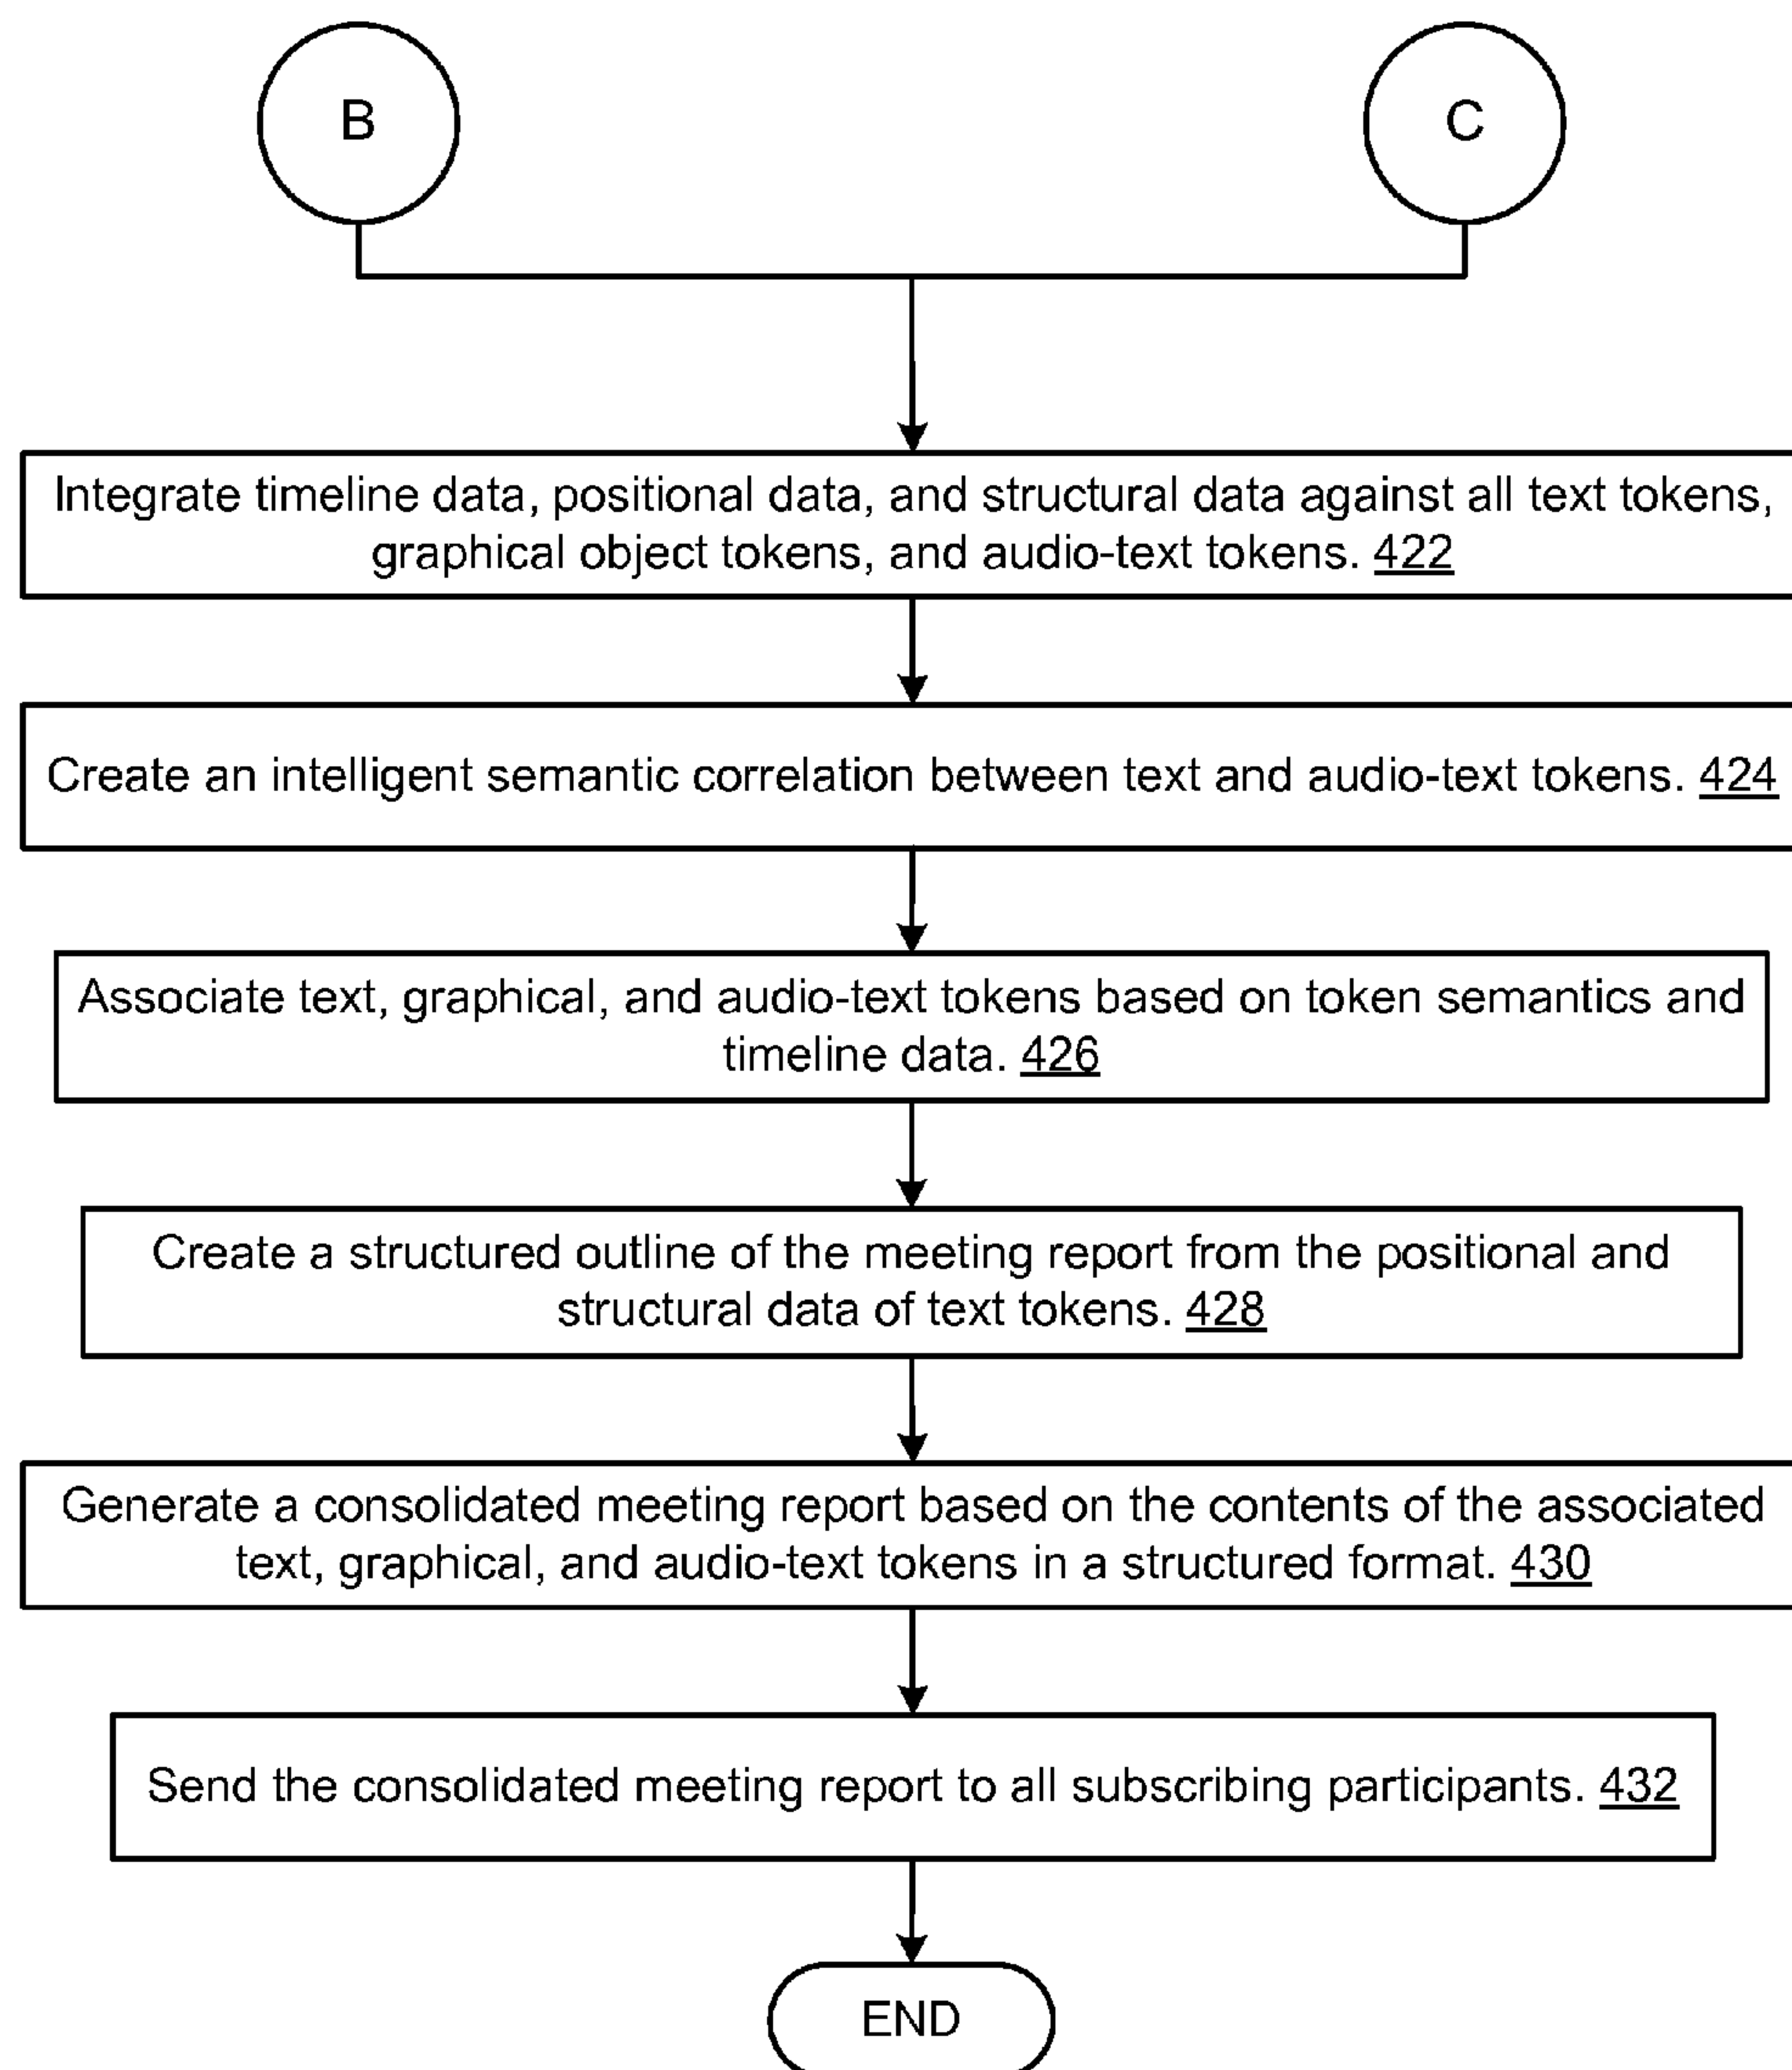 B
C
Integrate timeline data, positional data, and structural data against all text tokens,
graphical object tokens, and audio-text tokens. 422
Create an intelligent semantic correlation between text and audio-text tokens. 424
Associate text, graphical, and audio-text tokens based on token semantics and
timeline data. 426
Create a structured outline of the meeting report from the positional and
structural data of text tokens. 428
Generate a consolidated meeting report based on the contents of the associated
text, graphical, and audio-text tokens in a structured format. 430
Send the consolidated meeting report to all subscribing participants. 432
END